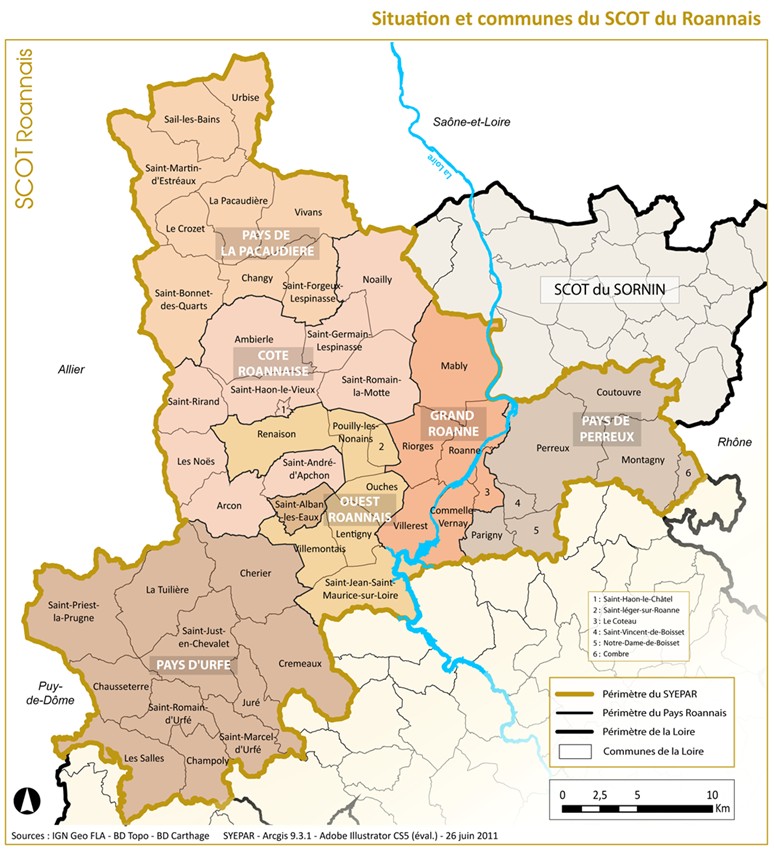 Situation et communes du SCOT du Roannais
SCOT Roannais
Urbise
Sail-les-Bains
Saône-et-Loire
La Loire
Saint-Martin-
d'Estréaux
La Pacaudière
Vivans
Le Crozet
PAYS DE
LA PACAUDIERE
Noailly
Changy
Saint-Forgeux-
Lespinasse
Saint-Bonnet-
des-Quarts
SCOT du SORNIN
Ambierle
Saint-Germain-
Lespinasse
COTE
ROANNAISE
Mably
Allier
Saint-Romain-
la-Motte
Saint-Haon-le-Vieux
1
Saint-Rirand
Coutouvre
GRAND
ROANNE
PAYS DE
PERREUX
Renaison
Pouilly-les-
Nonains
2
Riorges
Roanne
Perreux
Rhône
Montagny
6
Les Noës
Saint-André-
d'Apchon
Ouches
3
Arcon
Saint-Alban
-les-Eaux
OUEST
ROANNAIS
Villerest
Commelle-
Vernay
4
5
Parigny
Lentigny
Villemontais
Saint-Jean-Saint-
Maurice-sur-Loire
Cherier
La Tuilière
Saint-Priest-
la-Prugne
Saint-Just-
en-Chevalet
PAYS D'URFE
Cremeaux
Puy-
de-Dôme
Chausseterre
Juré
Saint-Romain-
d'Urfé
Saint-Marcel-
d'Urfé
Les Salles
Champoly
1 : Saint-Haon-le-Châtel
2 : Saint-léger-sur-Roanne
3 : Le Coteau
4 : Saint-Vincent-de-Boisset
5 : Notre-Dame-de-Boisset
6 : Combre
Périmètre du SYEPAR
Périmètre du Pays Roannais
Périmètre de la Loire
Communes de la Loire
0 2,5 5 10
Km
Sources : IGN Geo FLA - BD Topo - BD Carthage SYEPAR - Arcgis 9.3.1 - Adobe Illustrator CS5 (éval.) - 26 juin 2011